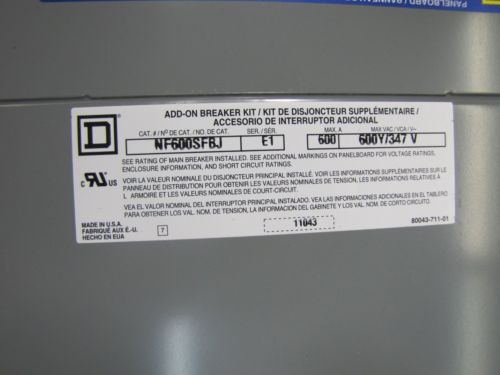 PANELBOARD / PANNEAU
ADD-ON BREAKER KIT / KIT DE DISJONCTEUR SUPPLÉMENTAIRE /
ACCESORIO DE INTERRUPTOR ADICIONAL
CAT. # / Nº DE CAT. / NO. DE CAT. SER. / SÉR. MAX. A MAX VAC / VCA / V~
D NF600SFBJ E1 600 600Y/347 V
SEE RATING OF MAIN BREAKER INSTALLED. SEE ADDITIONAL MARKINGS ON PANELBOARD FOR VOLTAGE RATINGS,
ENCLOSURE INFORMATION, AND SHORT CIRCUIT RATINGS.
VOIR LA VALEUR NOMINALE DU DISJONCTEUR PRINCIPAL INSTALLÉ. VOIR LES INFORMATIONS SUPPLÉMENTAIRES SUR LE
C UR US PANNEAU DE DISTRIBUTION POUR OBTENIR LES VALEURS NOMINALES DE TENSION, LES INFORMATIONS RELATIVES À
L ARMOIRE ET LES VALEURS NOMINALES DE COURT-CIRCUIT.
VEA EL VALOR NOMINAL DEL INTERRUPTOR PRINCIPAL INSTALADO. VEA LAS INFORMACIONES ADICIONALES EN EL TABLERO
PARA OBTENER LOS VAL. NOM. DE TENSIÓN, LA INFORMACIÓN DEL GABINETE Y LOS VAL. NOM. DE CORTO CIRCUITO.
MADE IN U.S.A.
FABRIQUÉ AUX É.-U. 7 11043 80043-711-01
HECHO EN EUA